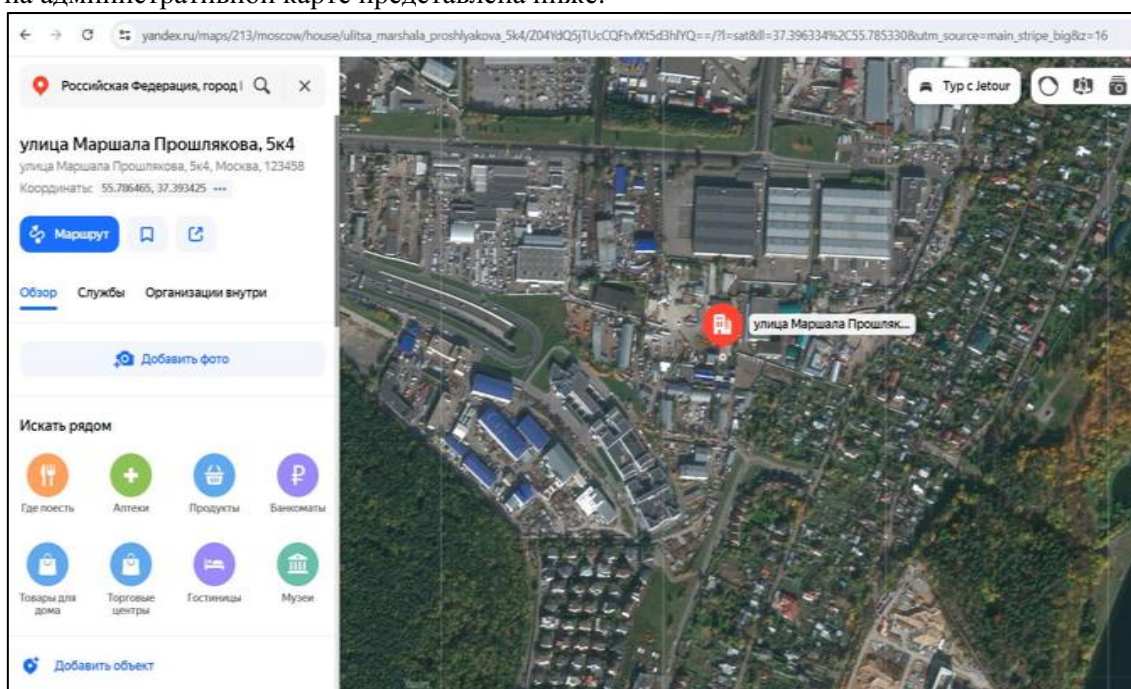 на административной карте представлена ниже:
yandex.ru/maps/213/moscow/house/ulitsa_marshala_proshlyakova_5k4/Z04YdQ5jTUcCQFtvfXt5d3hlYQ==/?l=sat&ll=37.396334%2C55.785330&utm_source=main_stripe_big&z=16
Российская Федерация, город
Тур с Jetour
улица Маршала Прошлякова, 5к4
улица Маршала Прошлякова, 5к4, Москва, 123458
Координаты: 55.786465, 37.393425 •••
Маршрут
Обзор Службы Организации внутри
улица Маршала Прошляк...
Добавить фото
Искать рядом
Где поесть Аптеки Продукты Банкоматы
Товары для дома Торговые центры Гостиницы Музеи
Добавить объект